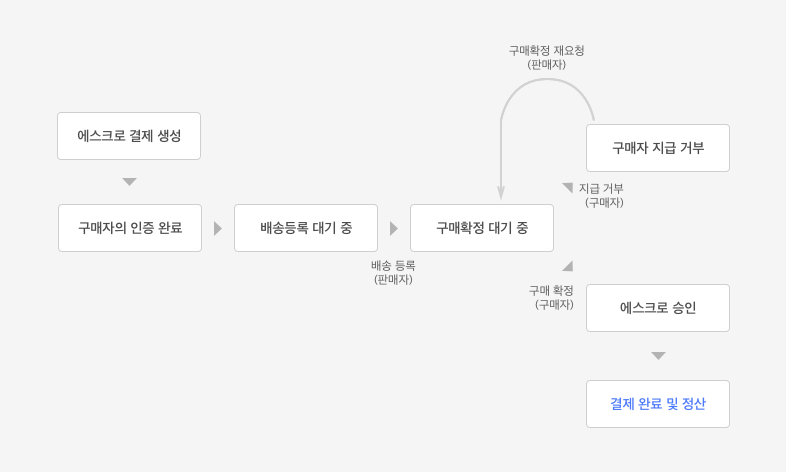 구매확정 재요청
(판매자)
에스크로 결제 생성
구매자 지급 거부
지급 거부
(구매자)
구매자의 인증 완료
배송등록 대기 중
구매확정 대기 중
배송 등록
(판매자)
구매 확정
(구매자)
에스크로 승인
결제 완료 및 정산